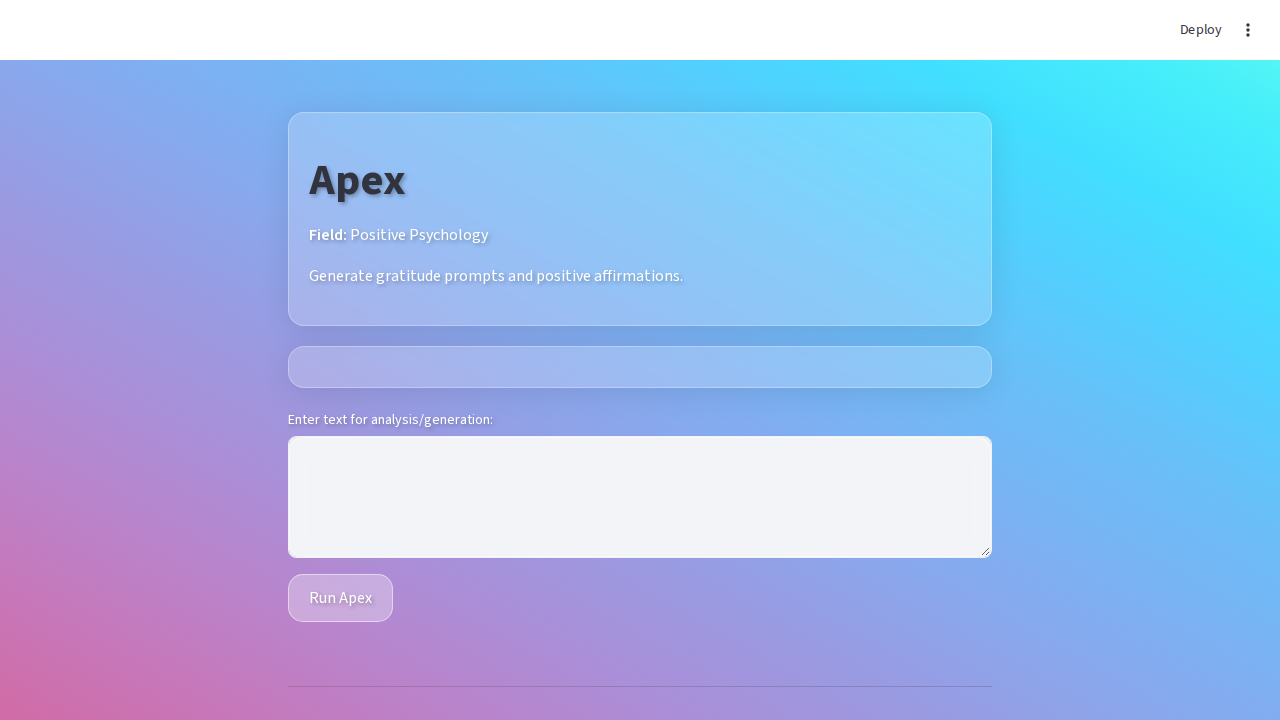 Deploy
Apex
Field: Positive Psychology
Generate gratitude prompts and positive affirmations.
Enter text for analysis/generation:
Run Apex